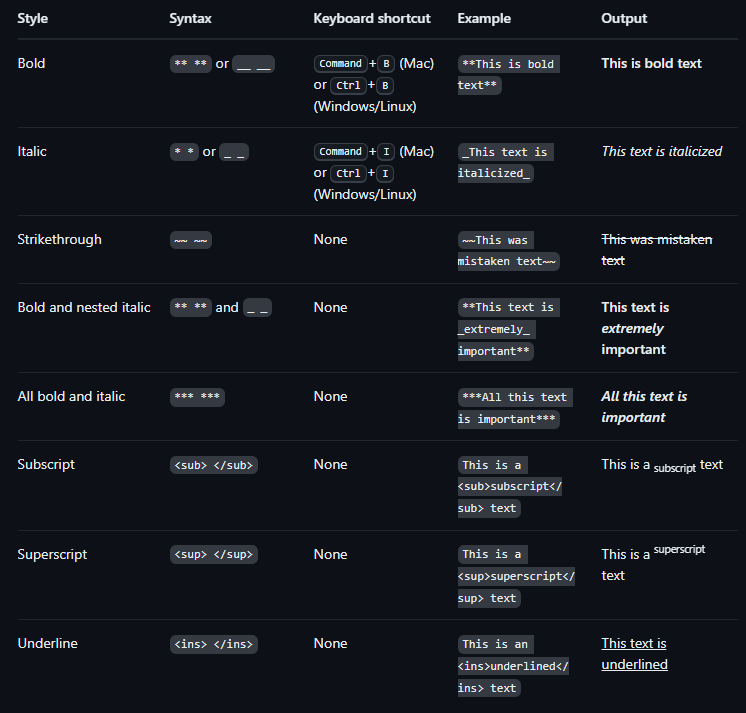 Style Syntax Keyboard shortcut Example Output
Bold ** ** or __ __ Command+B (Mac) **This is bold This is bold text
or Ctrl+B text**
(Windows/Linux)
Italic * * or _ _ Command+I (Mac) _This text is This text is italicized
or Ctrl+I italicized_
(Windows/Linux)
Strikethrough ~~ ~~ None ~~This was This was mistaken
mistaken text~~ text
Bold and nested italic ** ** and _ _ None **This text is This text is
_extremely_ extremely
important** important
All bold and italic *** *** None ***All this text All this text is
is important*** important
Subscript <sub> </sub> None This is a This is a subscript text
<sub>subscript</
sub> text
Superscript <sup> </sup> None This is a This is a superscript
<sup>superscript</ text
sup> text
Underline <ins> </ins> None This is an This text is
<ins>underlined</ underlined
ins> text